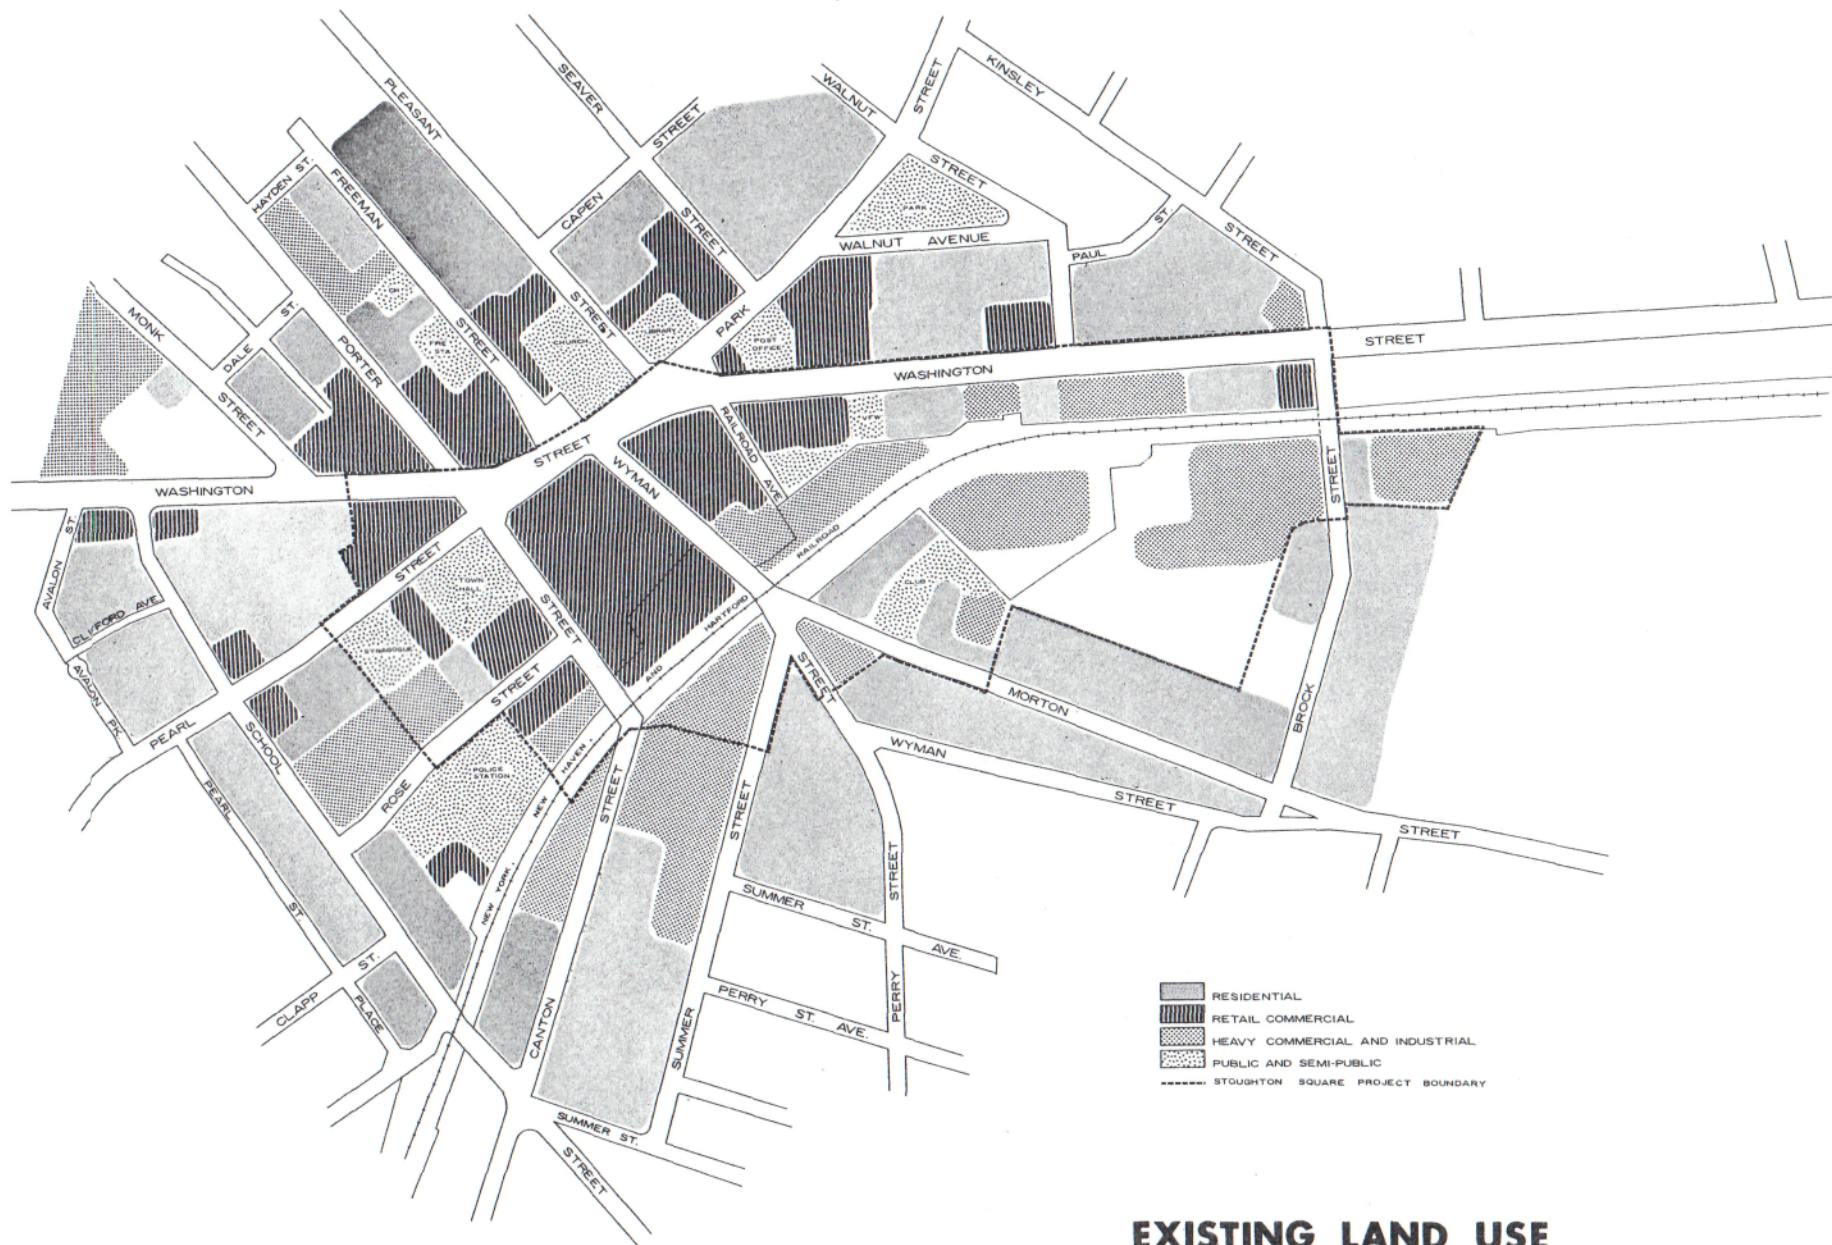 PLEASANT
SEAVER
WALNUT
STREET
KINSLEY
STREET
STREET
HAYDEN ST.
FREEMAN
CAPEN
STREET
PARK
ST.
STREET
WALNUT AVENUE
PAUL
MONK
DALE
ST.
PORTER
STREET
STREET
FIRE
STA.
CHURCH
LIBRARY
PARK
POST
OFFICE
WASHINGTON
STREET
STREET
STREET
WYMAN
RAILROAD AVE.
V.F.W.
WASHINGTON
STREET
AVALON
ST.
STREET
RAILROAD
STREET
TOWN
HALL
CLIFFORD AVE.
SYNAGOGUE
STREET
HARTFORD
AND
CLUB
AVALON
PK.
PEARL
SCHOOL
STREET
STREET
MORTON
BROCK
POLICE
STATION
HAVEN,
NEW
ROSE
WYMAN
STREET
STREET
PEARL
STREET
STREET
STREET
NEW YORK,
SUMMER
ST.
AVE.
ST.
ST.
CLAPP
PLACE
CANTON
SUMMER
PERRY
ST. AVE.
PERRY
SUMMER ST.
STREET
RESIDENTIAL
RETAIL COMMERCIAL
HEAVY COMMERCIAL AND INDUSTRIAL
PUBLIC AND SEMI-PUBLIC
STOUGHTON SQUARE PROJECT BOUNDARY
EXISTING LAND USE